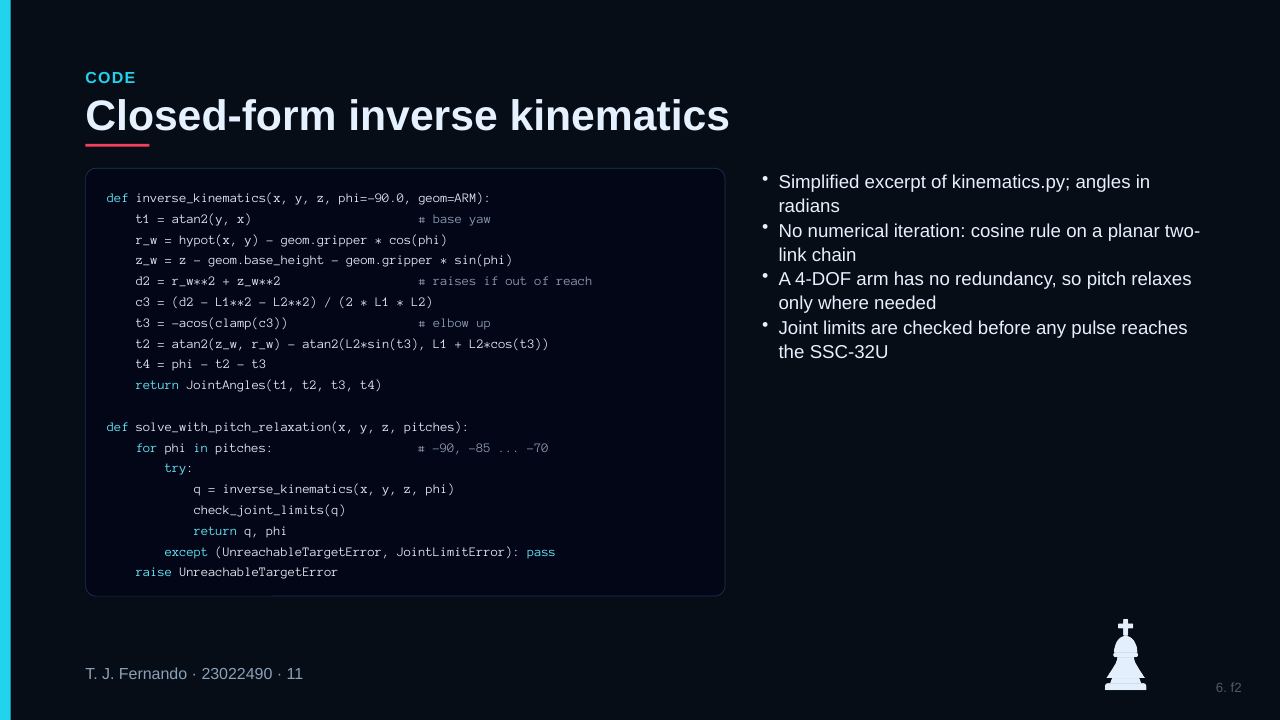 CODE
Closed-form inverse kinematics
def inverse_kinematics(x, y, z, phi=-90.0, geom=ARM):
    t1 = atan2(y, x)                       # base yaw
    r_w = hypot(x, y) - geom.gripper * cos(phi)
    z_w = z - geom.base_height - geom.gripper * sin(phi)
    d2 = r_w**2 + z_w**2                   # raises if out of reach
    c3 = (d2 - L1**2 - L2**2) / (2 * L1 * L2)
    t3 = -acos(clamp(c3))                  # elbow up
    t2 = atan2(z_w, r_w) - atan2(L2*sin(t3), L1 + L2*cos(t3))
    t4 = phi - t2 - t3
    return JointAngles(t1, t2, t3, t4)
def solve_with_pitch_relaxation(x, y, z, pitches):
    for phi in pitches:                    # -90, -85 ... -70
        try:
            q = inverse_kinematics(x, y, z, phi)
            check_joint_limits(q)
            return q, phi
        except (UnreachableTargetError, JointLimitError): pass
    raise UnreachableTargetError
• Simplified excerpt of kinematics.py; angles in
radians
• No numerical iteration: cosine rule on a planar two-
link chain
• A 4-DOF arm has no redundancy, so pitch relaxes
only where needed
• Joint limits are checked before any pulse reaches
the SSC-32U
T. J. Fernando · 23022490 · 11
6. f2